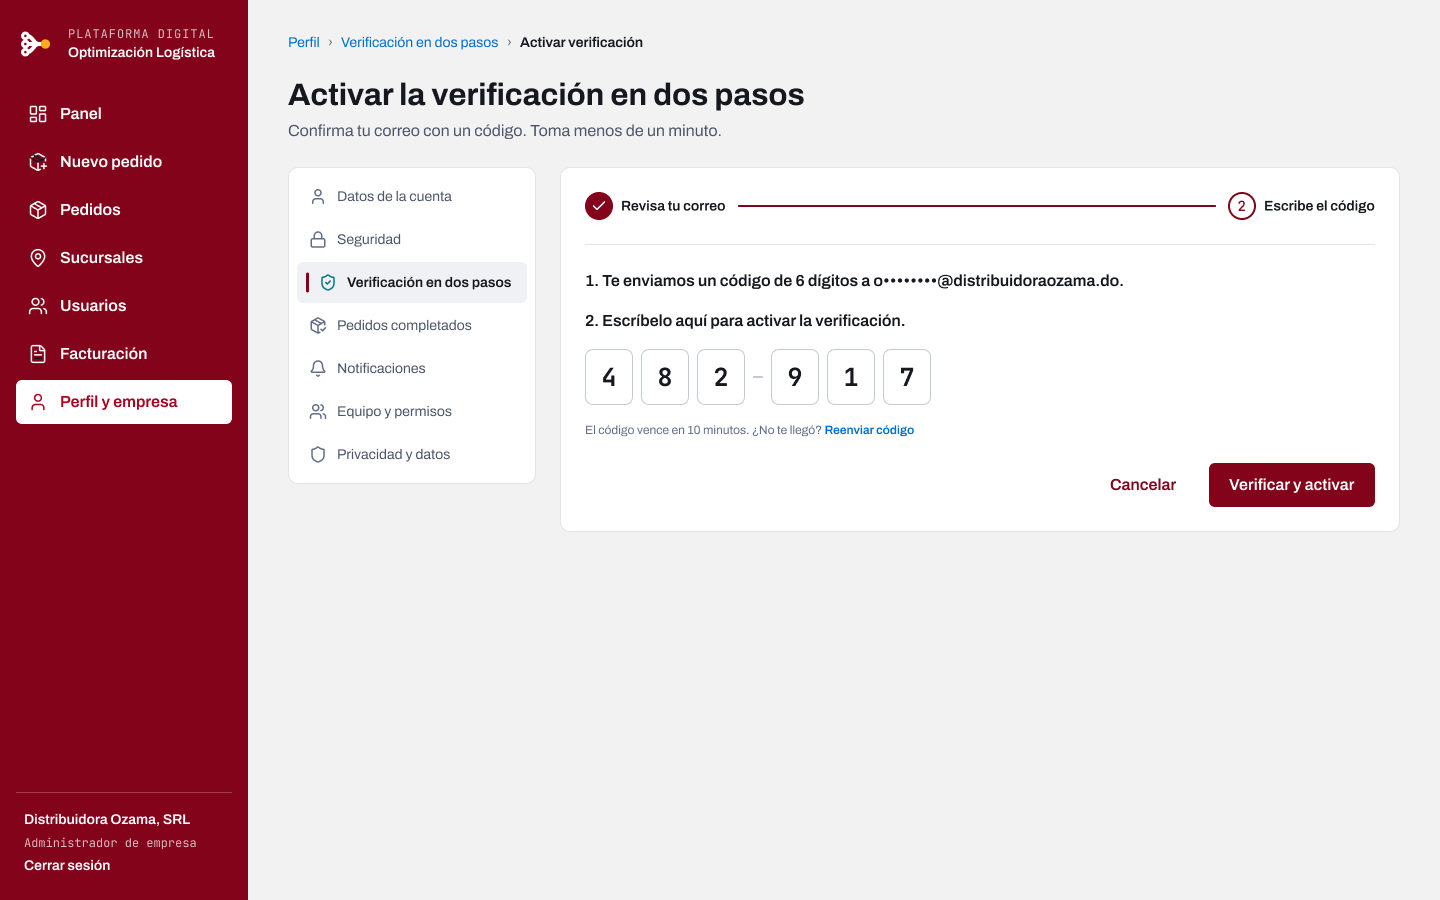 PLATAFORMA DIGITAL
Optimización Logística
Panel
Nuevo pedido
Pedidos
Sucursales
Usuarios
Facturación
Perfil y empresa
Distribuidora Ozama, SRL
Administrador de empresa
Cerrar sesión
Perfil › Verificación en dos pasos › Activar verificación
Activar la verificación en dos pasos
Confirma tu correo con un código. Toma menos de un minuto.
Datos de la cuenta
Seguridad
Verificación en dos pasos
Pedidos completados
Notificaciones
Equipo y permisos
Privacidad y datos
Revisa tu correo
2 Escribe el código
1. Te enviamos un código de 6 dígitos a o••••••••@distribuidoraozama.do.
2. Escríbelo aquí para activar la verificación.
4 8 2 – 9 1 7
El código vence en 10 minutos. ¿No te llegó? Reenviar código
Cancelar
Verificar y activar